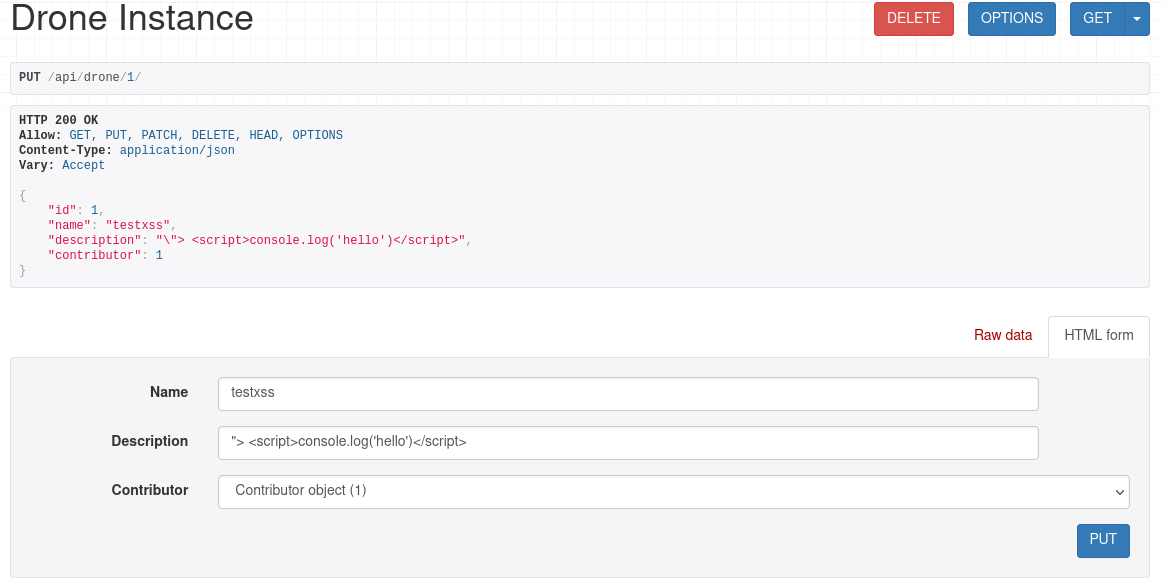 Drone Instance
DELETE
OPTIONS
GET
PUT /api/drone/1/
HTTP 200 OK
Allow: GET, PUT, PATCH, DELETE, HEAD, OPTIONS
Content-Type: application/json
Vary: Accept
{
    "id": 1,
    "name": "testxss",
    "description": "\"> <script>console.log('hello')</script>",
    "contributor": 1
}
Raw data
HTML form
Name
testxss
Description
"> <script>console.log('hello')</script>
Contributor
Contributor object (1)
PUT